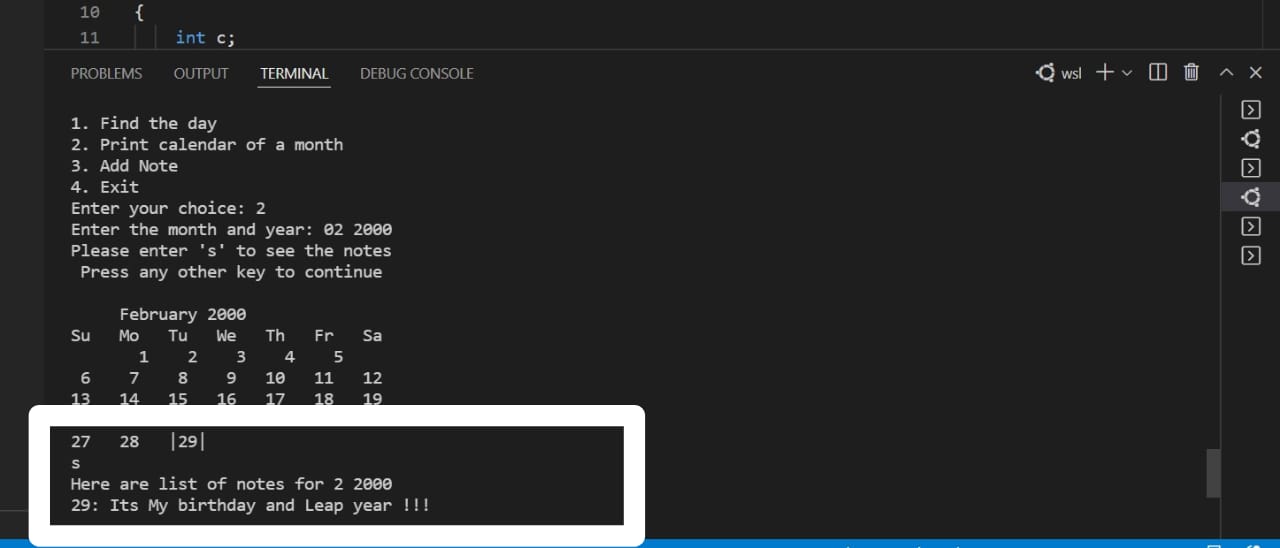 10 {
11 int c;
PROBLEMS OUTPUT TERMINAL DEBUG CONSOLE wsl
1. Find the day
2. Print calendar of a month
3. Add Note
4. Exit
Enter your choice: 2
Enter the month and year: 02 2000
Please enter 's' to see the notes
Press any other key to continue
February 2000
Su Mo Tu We Th Fr Sa
1 2 3 4 5
6 7 8 9 10 11 12
13 14 15 16 17 18 19
27 28 |29|
s
Here are list of notes for 2 2000
29: Its My birthday and Leap year !!!